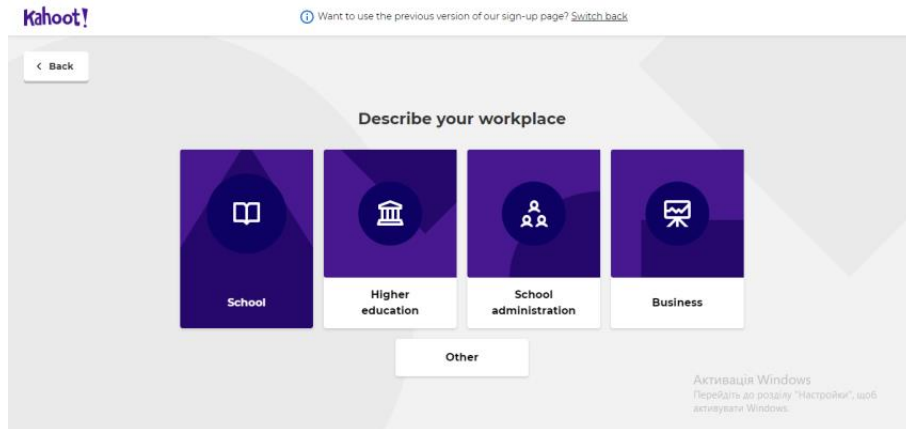 Kahoot!
Want to use the previous version of our sign-up page? Switch back
Back
Describe your workplace
School
Higher
education
School
administration
Business
Other
Активація Windows
Перейдіть до розділу "Настройки", щоб
активувати Windows.